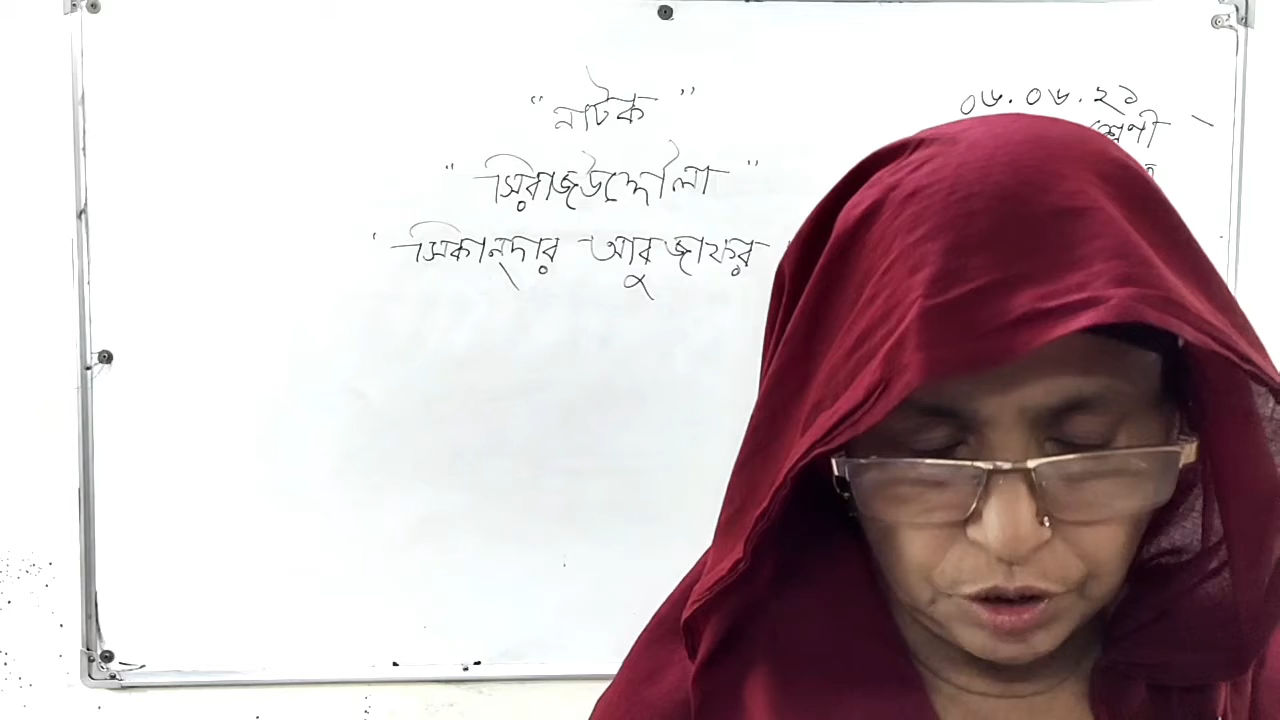 "নাটক"
"সিরাজউদ্দৌলা"
"সিকান্‌দার আবু জাফর
০৬.০৬.২১
শ্রেণী